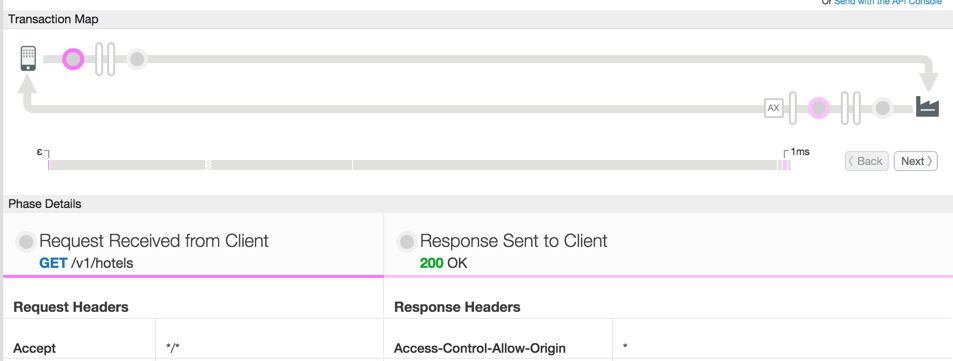 Or Send with the API Console
Transaction Map
AX
ε
1ms
Back
Next
Phase Details
Request Received from Client
GET /v1/hotels
Response Sent to Client
200 OK
Request Headers
Response Headers
Accept
*/*
Access-Control-Allow-Origin
*